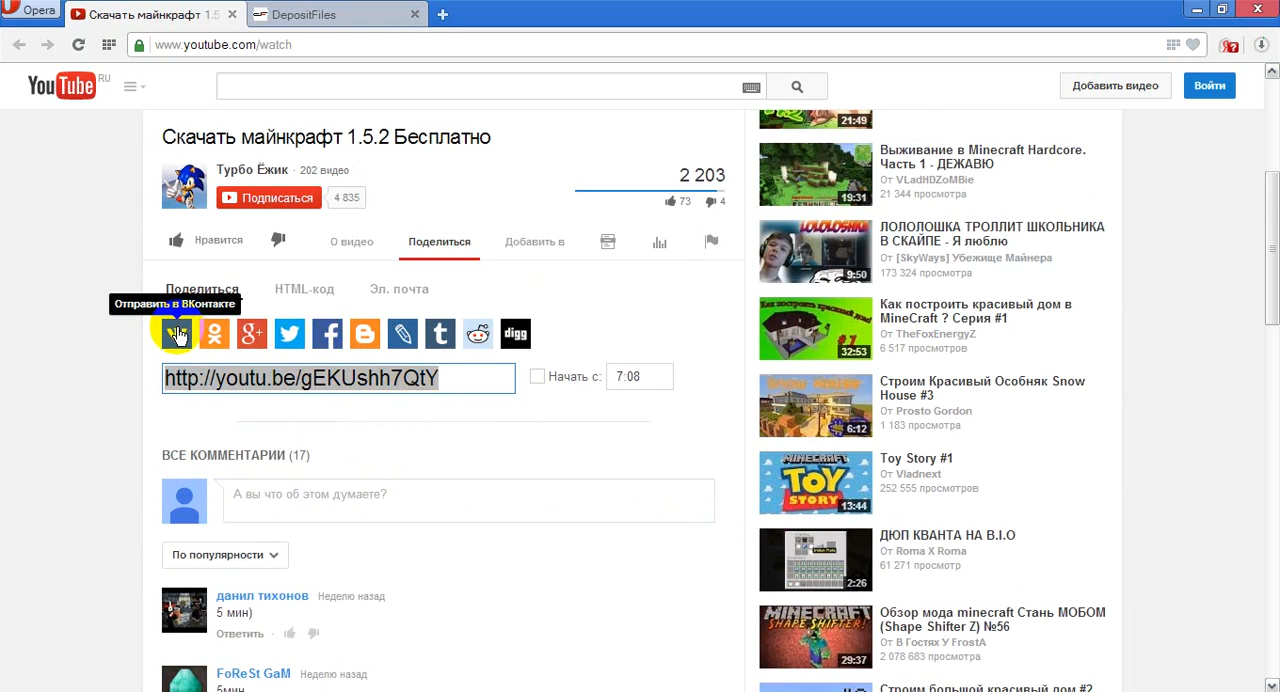 Opera
Скачать майнкрафт 1.5
DepositFiles
www.youtube.com/watch
YouTube RU
Добавить видео
Войти
Скачать майнкрафт 1.5.2 Бесплатно
Турбо Ёжик · 202 видео
Подписаться
4 835
2 203
73
4
Нравится
О видео
Поделиться
Добавить в
Поделиться
HTML-код
Эл. почта
Отправить в ВКонтакте
g+
f
t
digg
http://youtu.be/gEKUshh7QtY
Начать с:
7:08
ВСЕ КОММЕНТАРИИ (17)
А вы что об этом думаете?
По популярности
данил тихонов Неделю назад
5 мин)
Ответить
FoReSt GaM Неделю назад
5мин
21:49
Выживание в Minecraft Hardcore.
Часть 1 - ДЕЖАВЮ
От VLadHDZoMBie
21 344 просмотра
19:31
ЛОЛОЛОШКА ТРОЛЛИТ ШКОЛЬНИКА
В СКАЙПЕ - Я люблю
От [SkyWays] Убежище Майнера
173 324 просмотра
LOLOLOSHKA
9:50
Как построить красивый дом в
MineCraft ? Серия #1
От TheFoxEnergyZ
6 517 просмотров
32:53
Строим Красивый Особняк Snow
House #3
От Prosto Gordon
1 183 просмотра
6:12
Toy Story #1
От Vladnext
252 555 просмотров
MINECRAFT
TOY
STORY
13:44
ДЮП КВАНТА НА B.I.O
От Roma X Roma
61 271 просмотр
2:26
Обзор мода minecraft Стань МОБОМ
(Shape Shifter Z) №56
От В Гостях У FrostA
2 078 683 просмотра
MINECRAFT
SHAPE SHIFTER!
29:37
Строим большой красивый дом #2